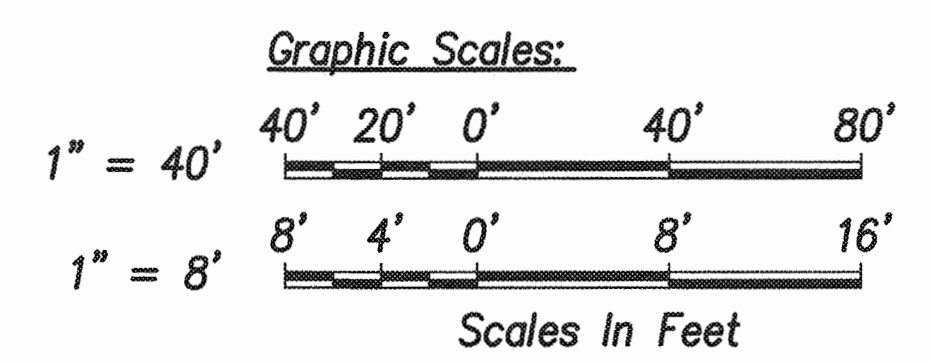 Graphic Scales:
40’ 20’ 0’ 40’ 80’
1” = 40’
8’ 4’ 0’ 8’ 16’
1” = 8’
Scales In Feet